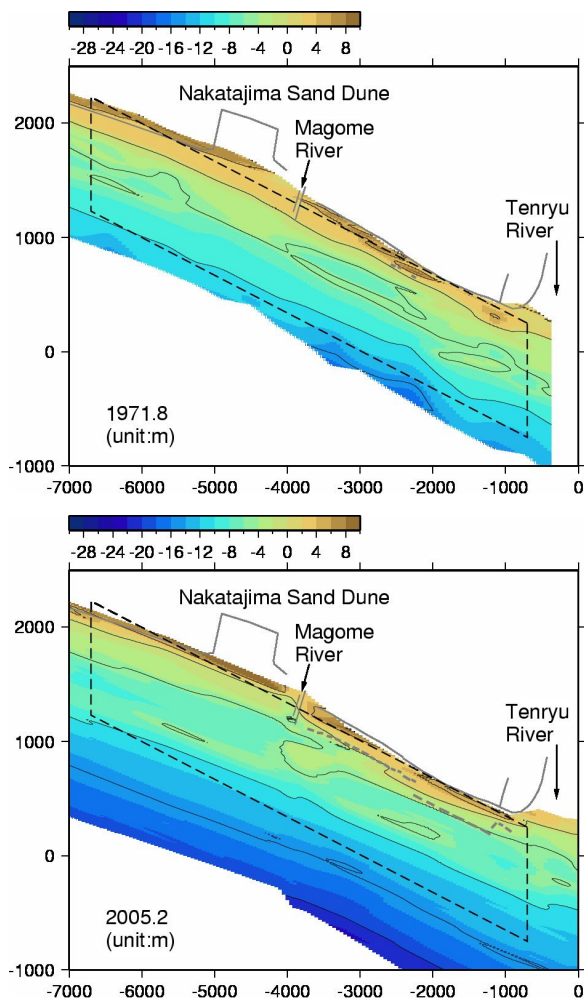 -28 -24 -20 -16 -12 -8 -4 0 4 8
Nakatajima Sand Dune
Magome
River
Tenryu
River
2000
1000
0
-1000
1971.8
(unit:m)
-7000 -6000 -5000 -4000 -3000 -2000 -1000 0
-28 -24 -20 -16 -12 -8 -4 0 4 8
Nakatajima Sand Dune
Magome
River
Tenryu
River
2000
1000
0
-1000
2005.2
(unit:m)
-7000 -6000 -5000 -4000 -3000 -2000 -1000 0